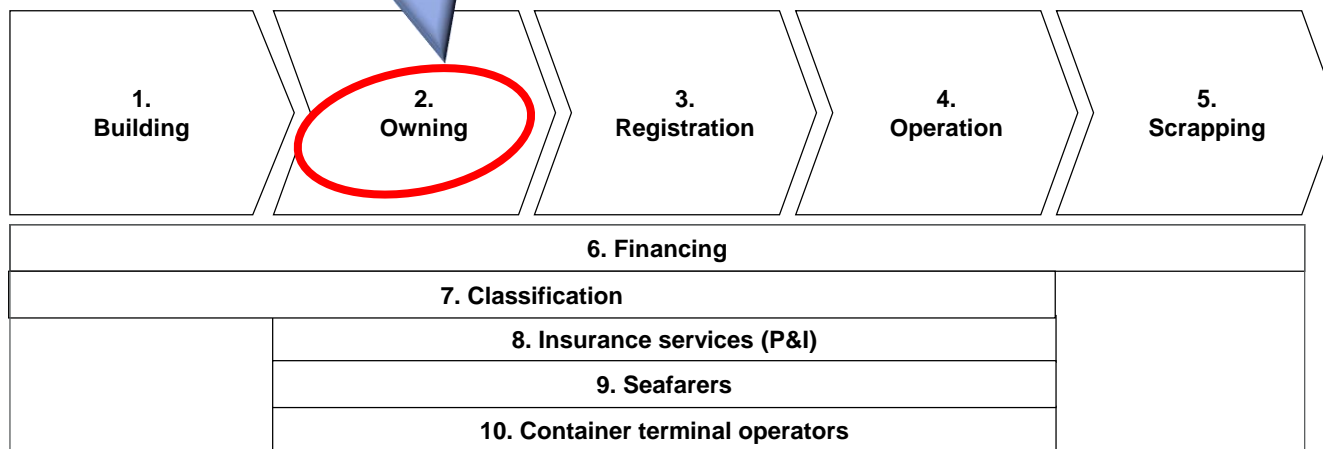 1.
Building
2.
Owning
3.
Registration
4.
Operation
5.
Scrapping
6. Financing
7. Classification
8. Insurance services (P&I)
9. Seafarers
10. Container terminal operators